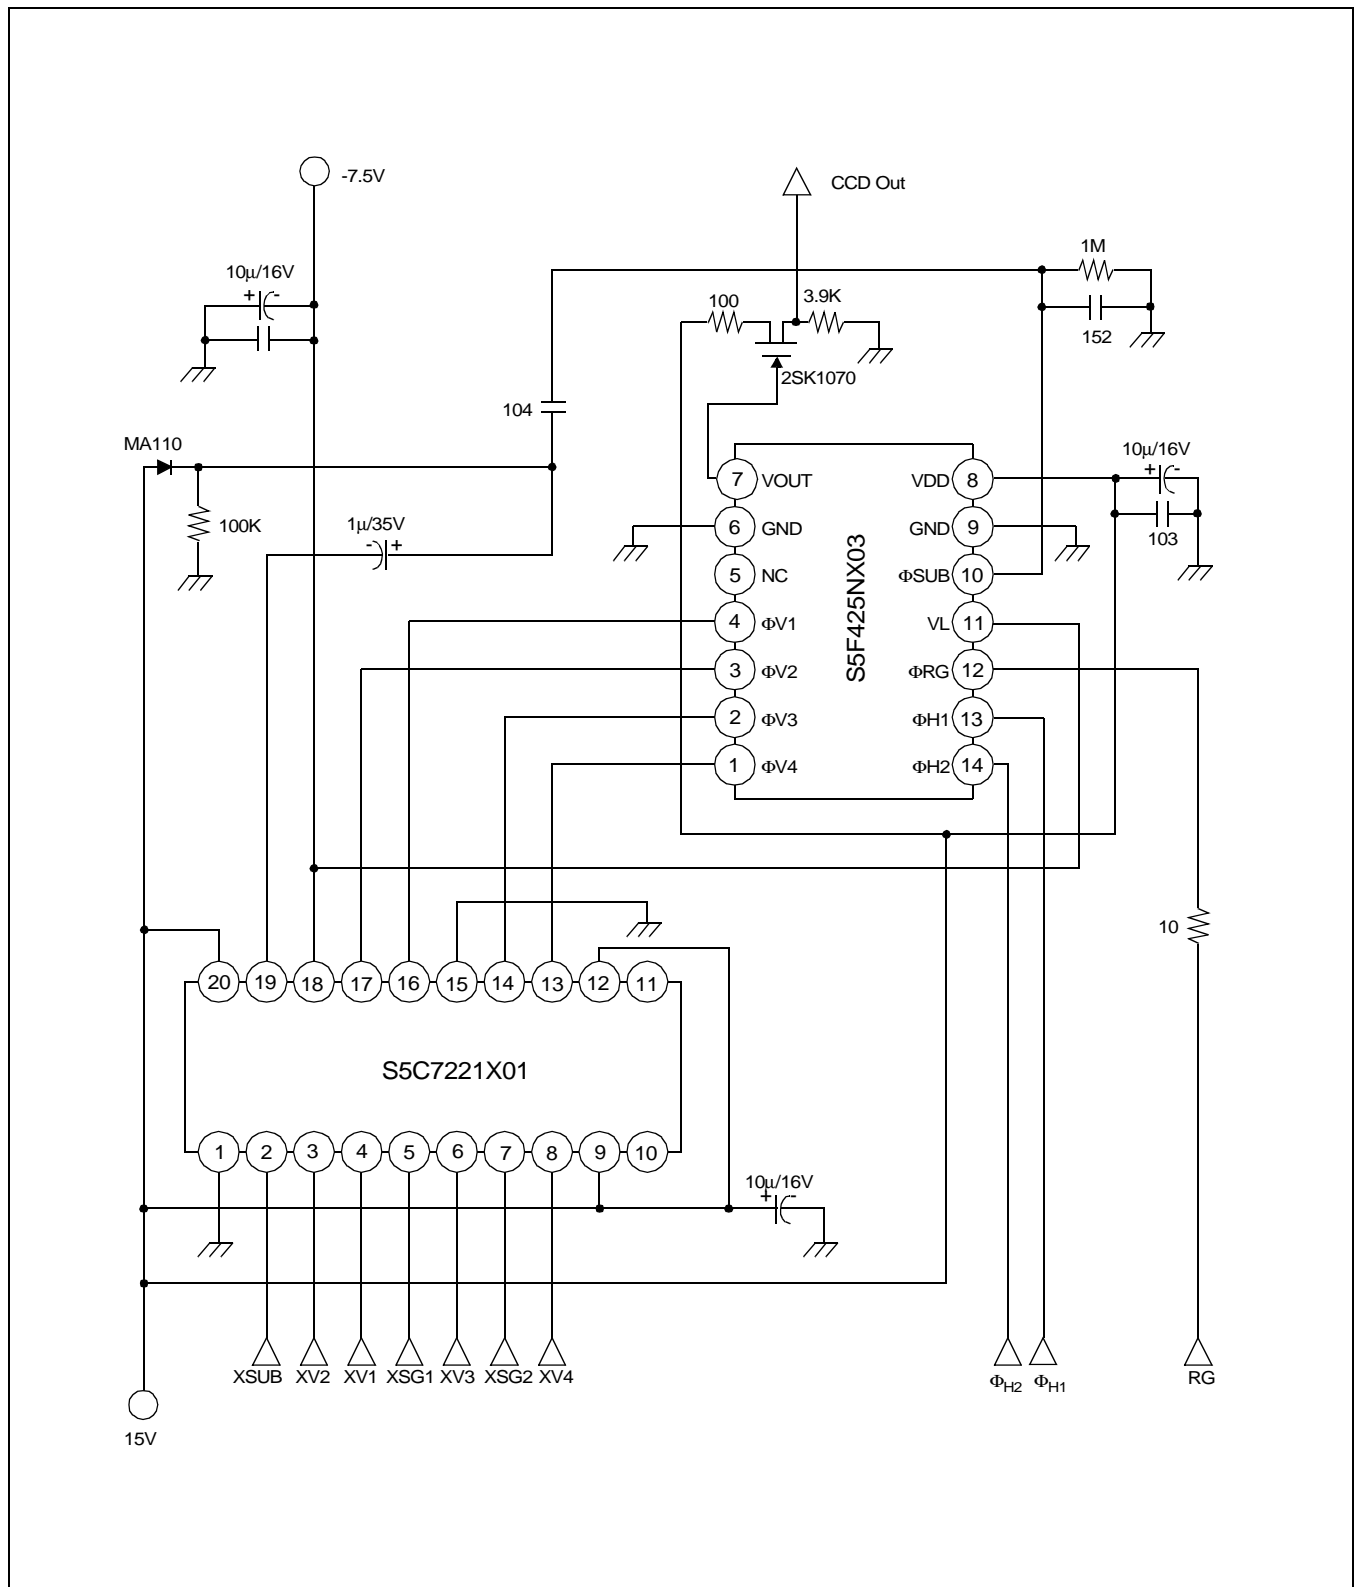 -7.5V
CCD Out
1M
10μ/16V
+ -
100
3.9K
152
2SK1070
104
MA110
10μ/16V
+ -
7 VOUT
VDD 8
100K
1μ/35V
- +
6 GND
GND 9
103
5 NC
ΦSUB 10
S5F425NX03
4 ΦV1
VL 11
3 ΦV2
ΦRG 12
2 ΦV3
ΦH1 13
1 ΦV4
ΦH2 14
10
20 19 18 17 16 15 14 13 12 11
S5C7221X01
1 2 3 4 5 6 7 8 9 10
10μ/16V
+ -
XSUB XV2 XV1 XSG1 XV3 XSG2 XV4
ΦH2 ΦH1
RG
15V